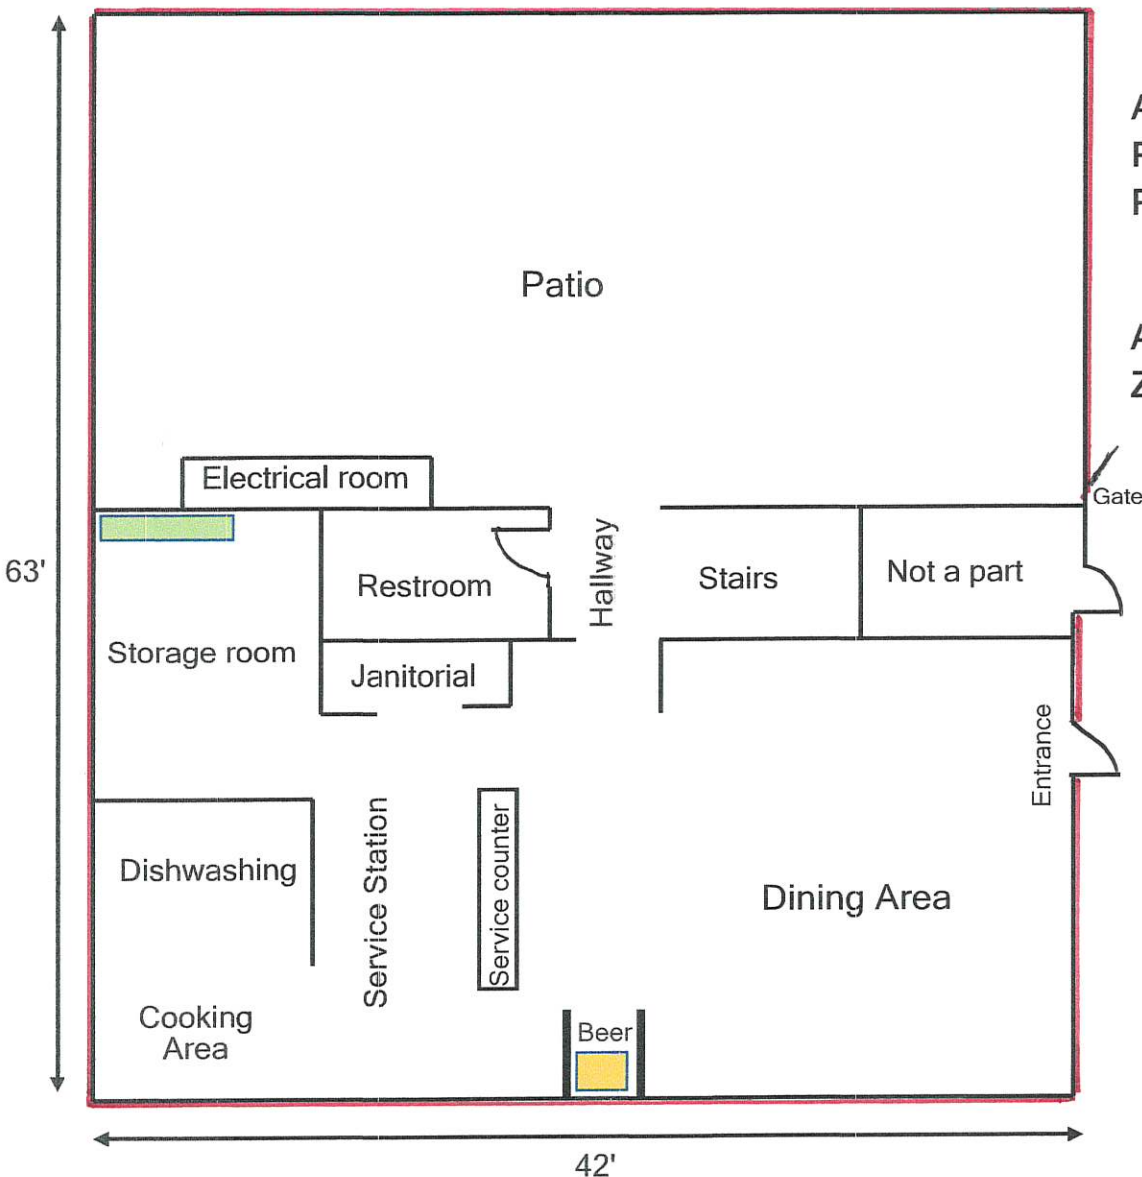 A
P
P
Patio
A
Z
Electrical room
Gate
63'
Restroom
Hallway
Stairs
Not a part
Storage room
Janitorial
Entrance
Dishwashing
Service Station
Service counter
Dining Area
Cooking
Area
Beer
42'